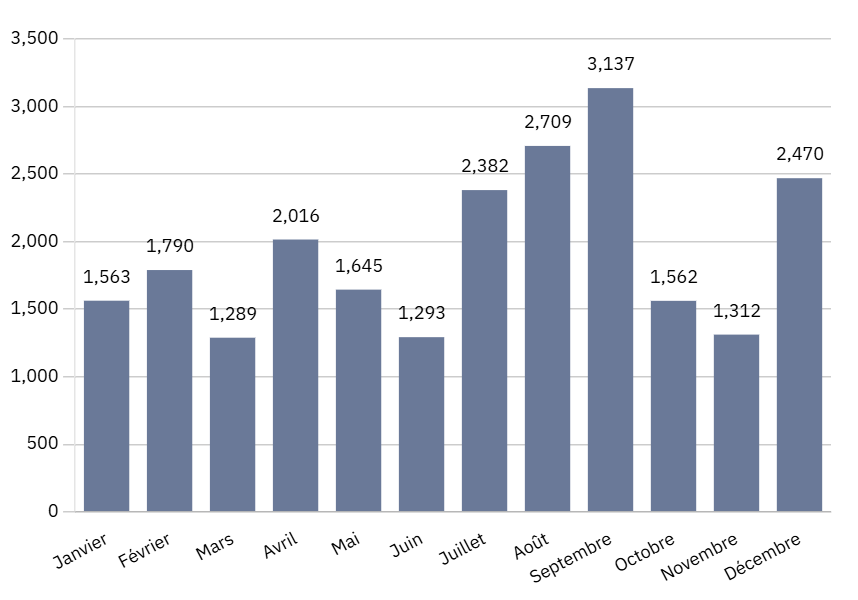 3,500
3,000
2,500
2,000
1,500
1,000
500
0
1,563
1,790
1,289
2,016
1,645
1,293
2,382
2,709
3,137
1,562
1,312
2,470
Janvier
Février
Mars
Avril
Mai
Juin
Juillet
Août
Septembre
Octobre
Novembre
Décembre